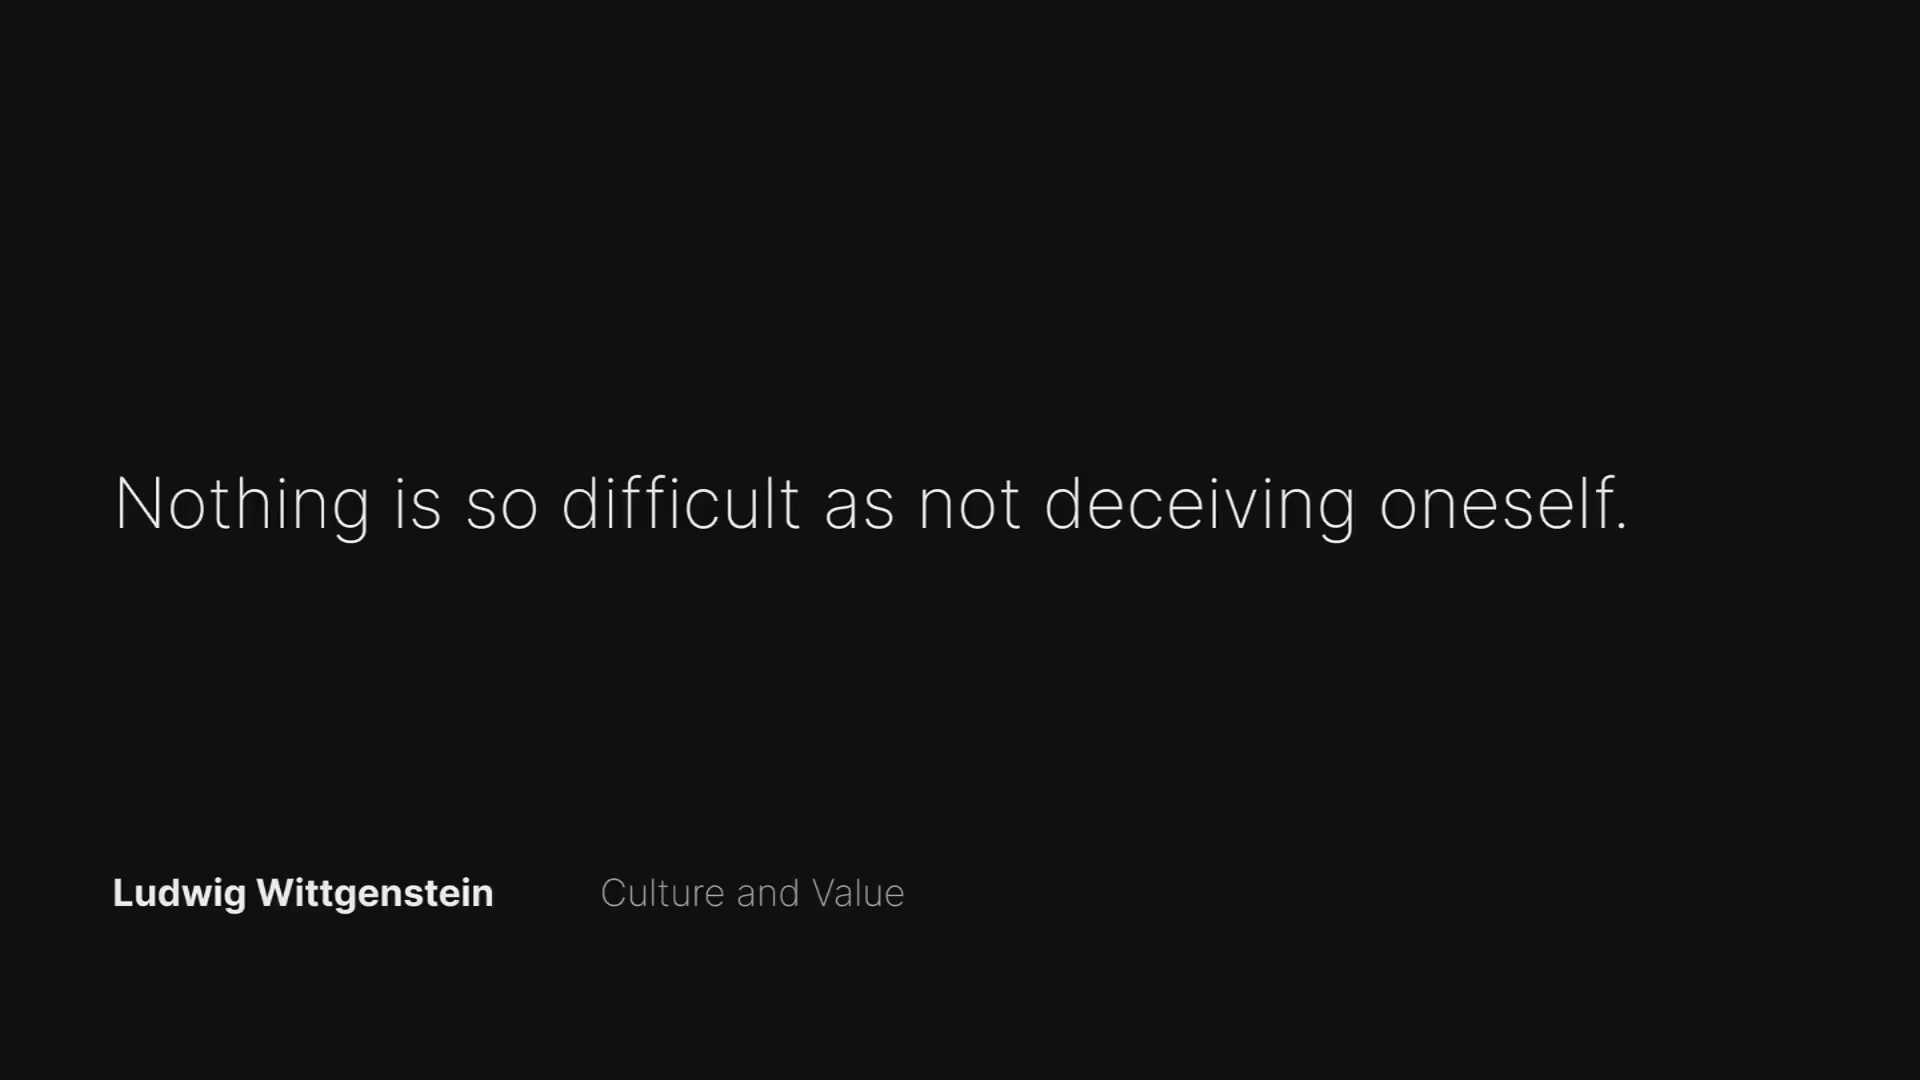 Nothing is so difficult as not deceiving oneself.
Ludwig Wittgenstein Culture and Value